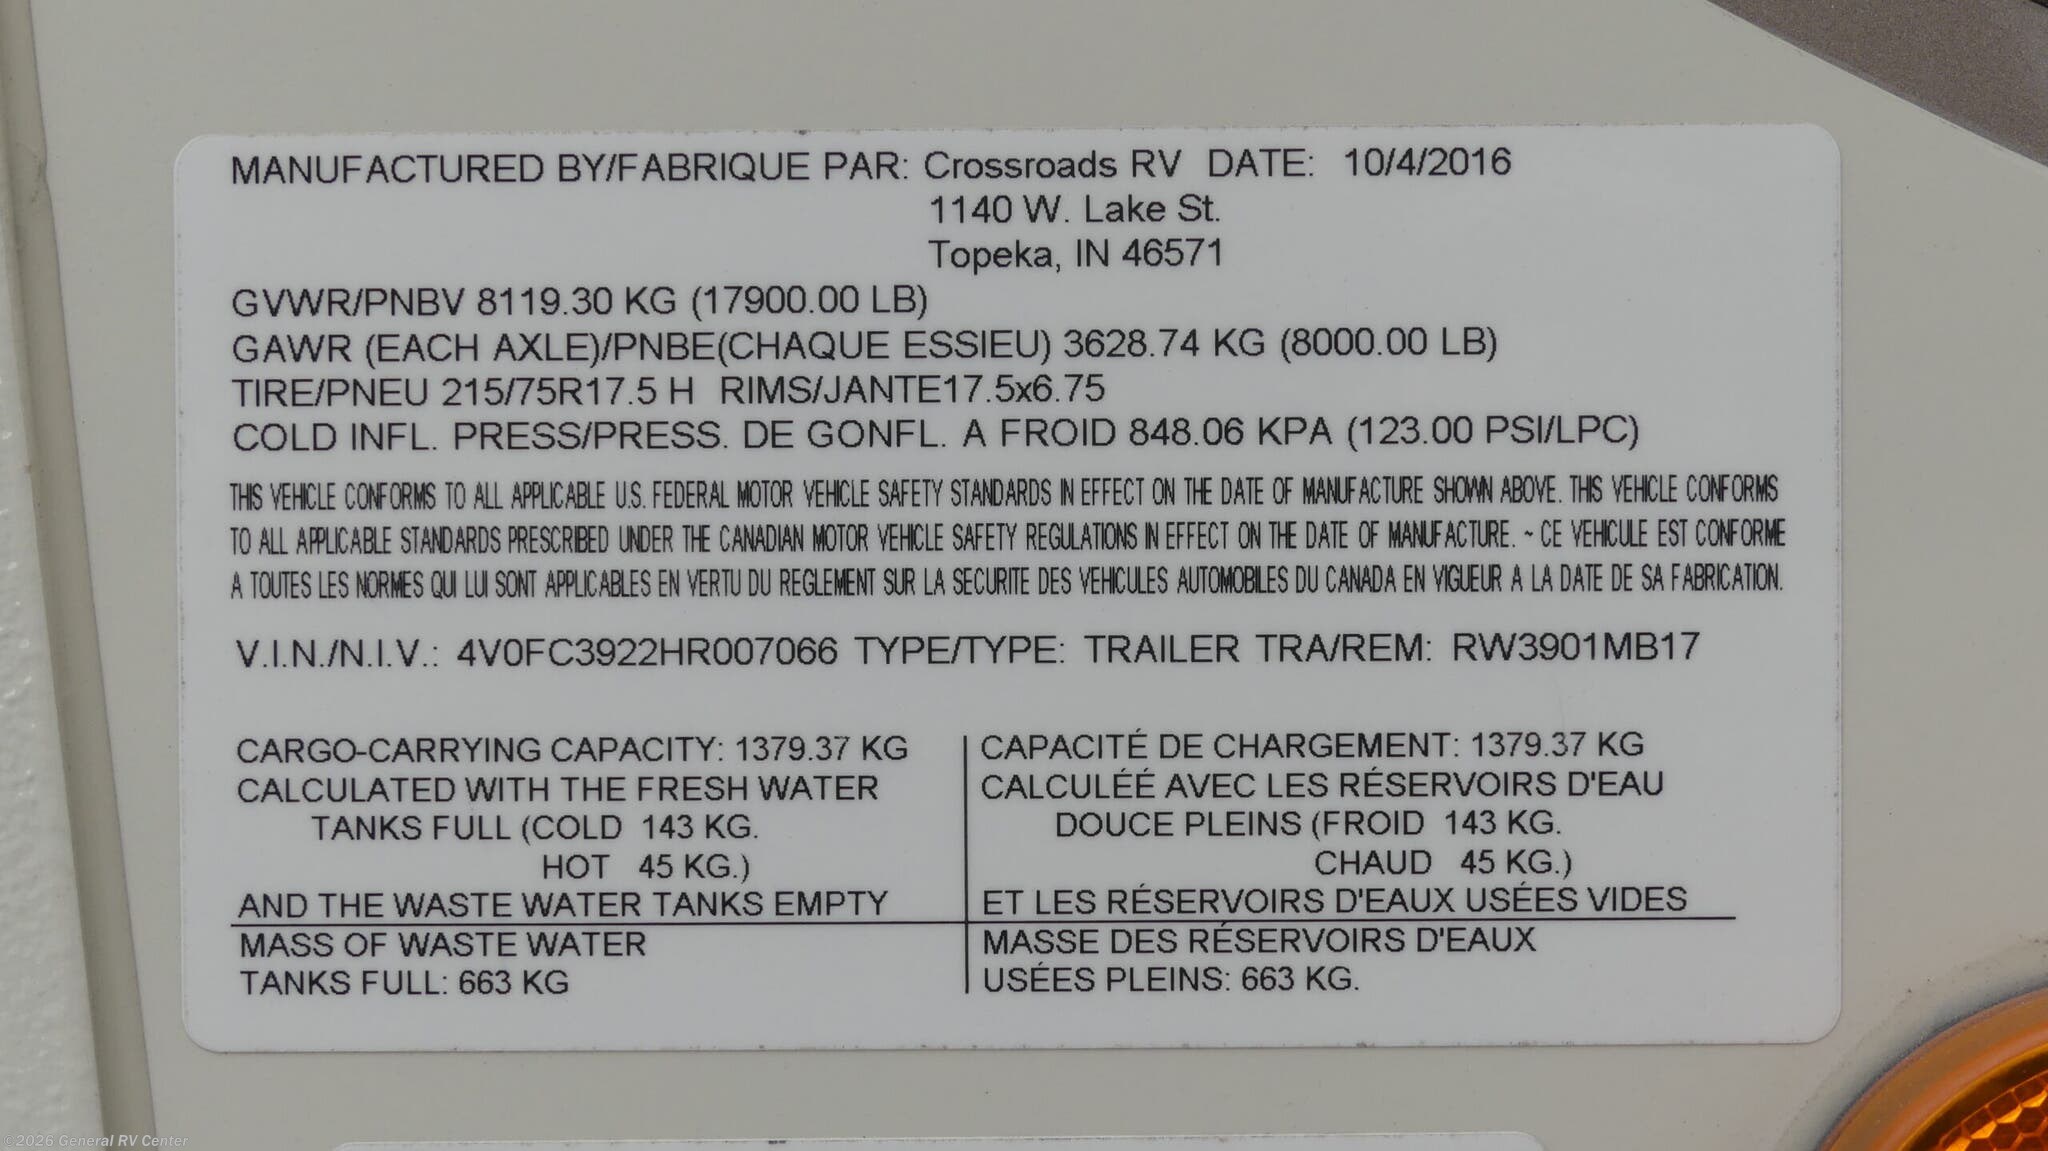 MANUFACTURED BY/FABRIQUE PAR: Crossroads RV DATE: 10/4/2016
1140 W. Lake St.
Topeka, IN 46571
GVWR/PNBV 8119.30 KG (17900.00 LB)
GAWR (EACH AXLE)/PNBE(CHAQUE ESSIEU) 3628.74 KG (8000.00 LB)
TIRE/PNEU 215/75R17.5 H RIMS/JANTE17.5x6.75
COLD INFL. PRESS/PRESS. DE GONFL. A FROID 848.06 KPA (123.00 PSI/LPC)
THIS VEHICLE CONFORMS TO ALL APPLICABLE U.S. FEDERAL MOTOR VEHICLE SAFETY STANDARDS IN EFFECT ON THE DATE OF MANUFACTURE SHOWN ABOVE. THIS VEHICLE CONFORMS
TO ALL APPLICABLE STANDARDS PRESCRIBED UNDER THE CANADIAN MOTOR VEHICLE SAFETY REGULATIONS IN EFFECT ON THE DATE OF MANUFACTURE. ~ CE VEHICULE EST CONFORME
A TOUTES LES NORMES QUI LUI SONT APPLICABLES EN VERTU DU REGLEMENT SUR LA SECURITE DES VEHICULES AUTOMOBILES DU CANADA EN VIGUEUR A LA DATE DE SA FABRICATION.
V.I.N./N.I.V.: 4V0FC3922HR007066 TYPE/TYPE: TRAILER TRA/REM: RW3901MB17
CARGO-CARRYING CAPACITY: 1379.37 KG
CALCULATED WITH THE FRESH WATER
TANKS FULL (COLD 143 KG.
HOT 45 KG.)
AND THE WASTE WATER TANKS EMPTY
MASS OF WASTE WATER
TANKS FULL: 663 KG
CAPACITÉ DE CHARGEMENT: 1379.37 KG
CALCULÉÉ AVEC LES RÉSERVOIRS D'EAU
DOUCE PLEINS (FROID 143 KG.
CHAUD 45 KG.)
ET LES RÉSERVOIRS D'EAUX USÉES VIDES
MASSE DES RÉSERVOIRS D'EAUX
USÉES PLEINS: 663 KG.
©2026 General RV Center